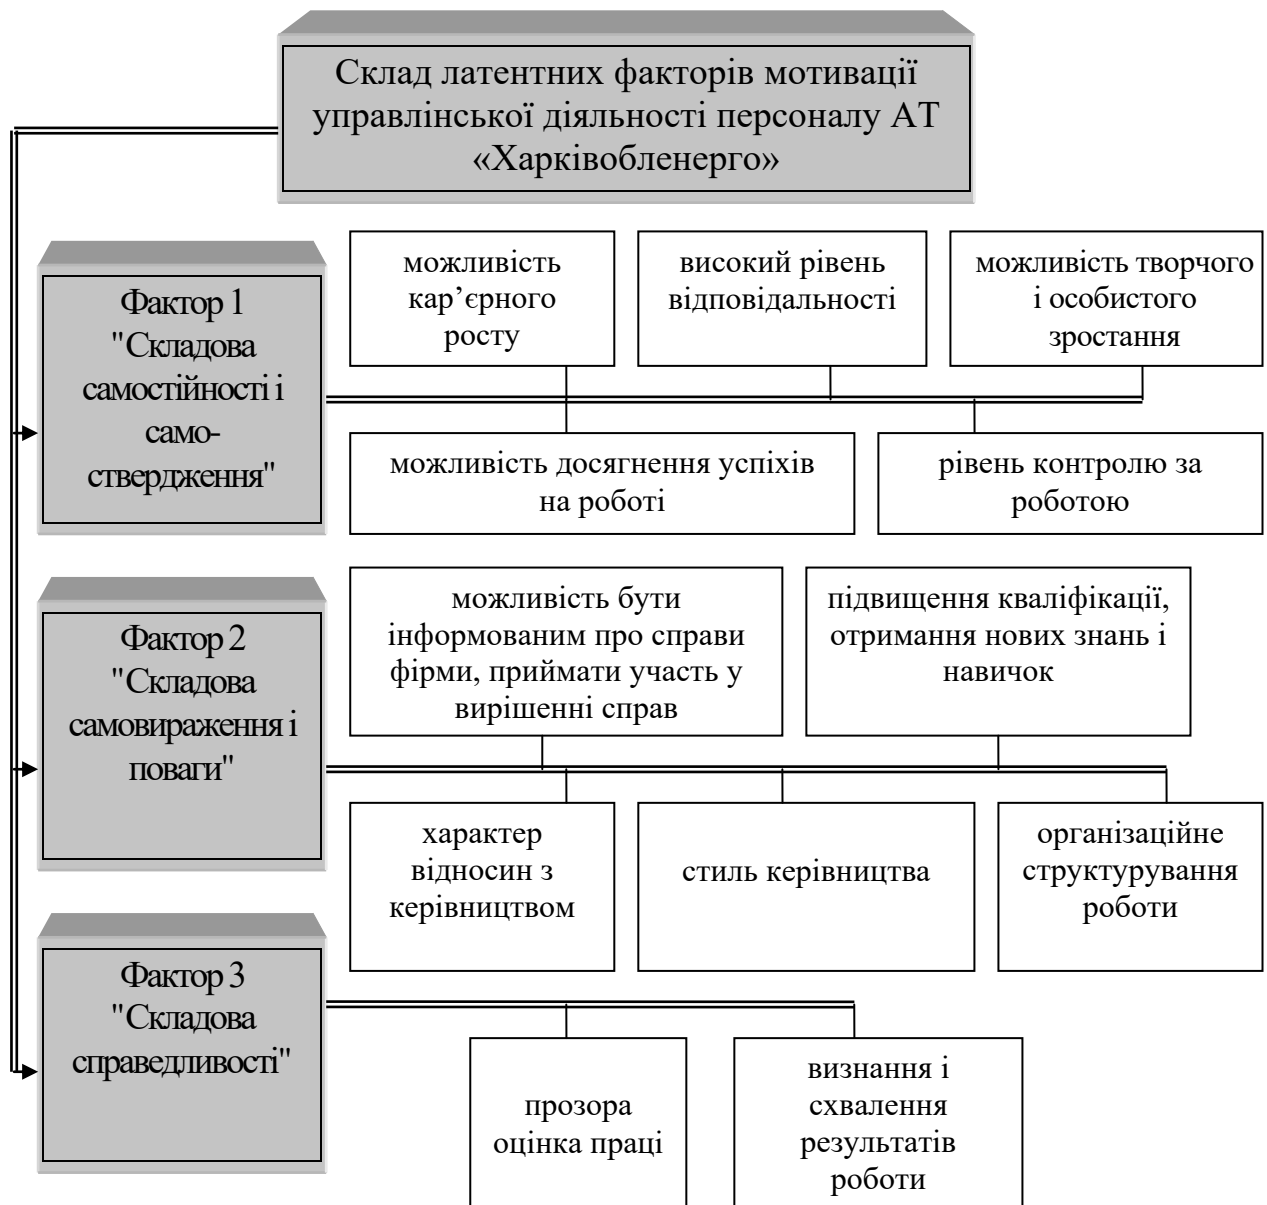 Склад латентних факторів мотивації
управлінської діяльності персоналу АТ
«Харківобленерго»
Фактор 1
"Складова
самостійності і
само-
ствердження"
можливість
кар’єрного
росту
високий рівень
відповідальності
можливість творчого
і особистого
зростання
можливість досягнення успіхів
на роботі
рівень контролю за
роботою
Фактор 2
"Складова
самовираження і
поваги"
можливість бути
інформованим про справи
фірми, приймати участь у
вирішенні справ
підвищення кваліфікації,
отримання нових знань і
навичок
характер
відносин з
керівництвом
стиль керівництва
організаційне
структурування
роботи
Фактор 3
"Складова
справедливості"
прозора
оцінка праці
визнання і
схвалення
результатів
роботи